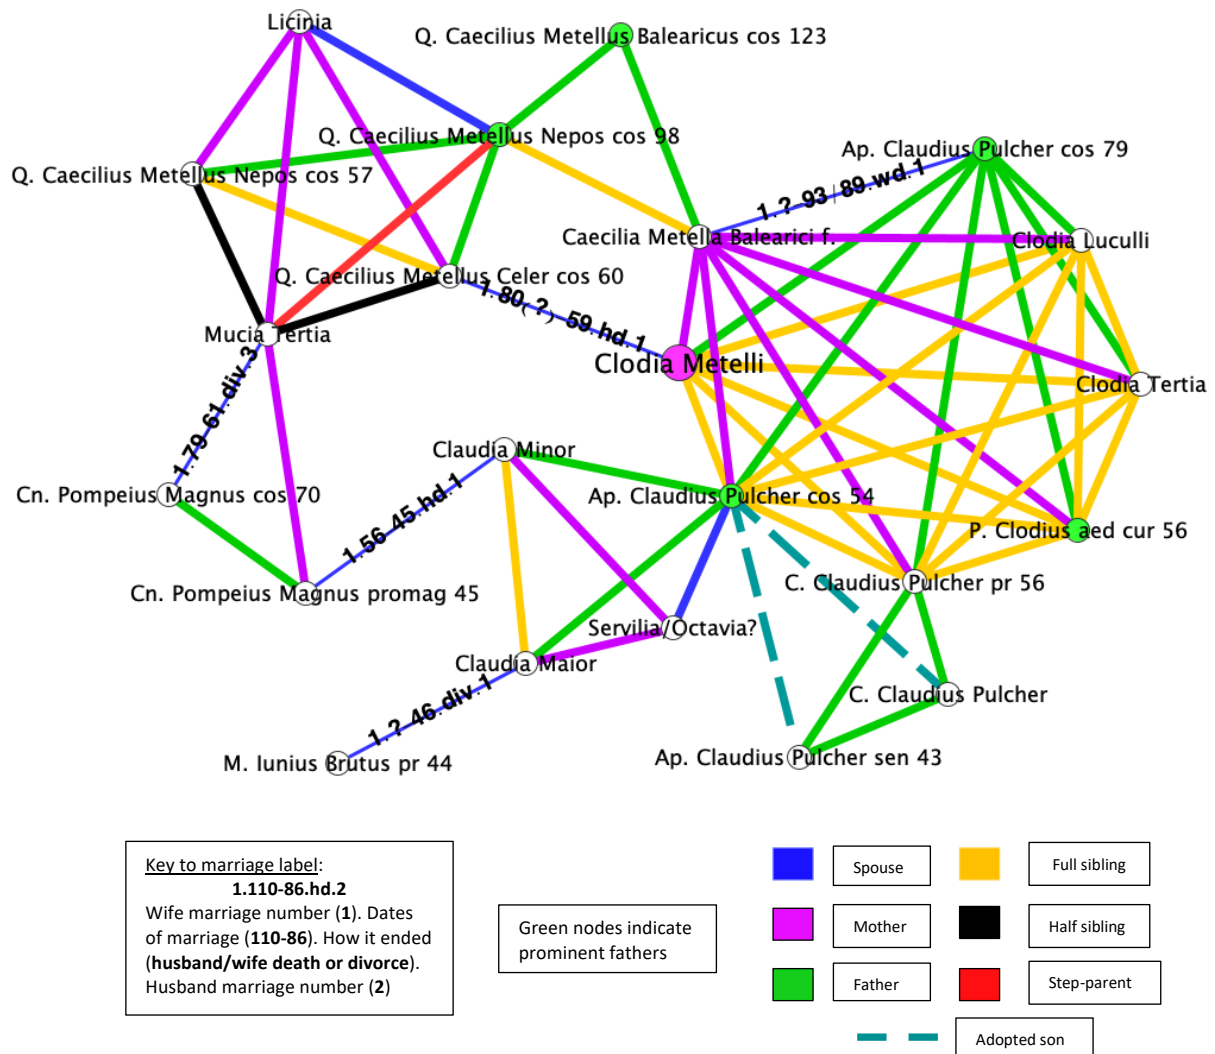 Licinia
Q. Caecilius Metellus Balearicus cos 123
Q. Caecilius Metellus Nepos cos 98
Ap. Claudius Pulcher cos 79
Q. Caecilius Metellus Nepos cos 57
1.?-93/89.wd.1
Caecilia Metella Balearici f.
Clodia Luculli
Q. Caecilius Metellus Celer cos 60
1.80(?)-59.hd.1
Mucia Tertia
Clodia Metelli
Clodia Tertia
1.79-61.div.3
Claudia Minor
Cn. Pompeius Magnus cos 70
Ap. Claudius Pulcher cos 54
1.56-45.hd.1
P. Clodius aed cur 56
C. Claudius Pulcher pr 56
Cn. Pompeius Magnus promag 45
Servilia/Octavia?
Claudia Maior
C. Claudius Pulcher
1.?-46.div.1
M. Iunius Brutus pr 44
Ap. Claudius Pulcher sen 43
Key to marriage label:
1.110-86.hd.2
Wife marriage number (1). Dates
of marriage (110-86). How it ended
(husband/wife death or divorce).
Husband marriage number (2)
Green nodes indicate
prominent fathers
Spouse
Full sibling
Mother
Half sibling
Father
Step-parent
Adopted son